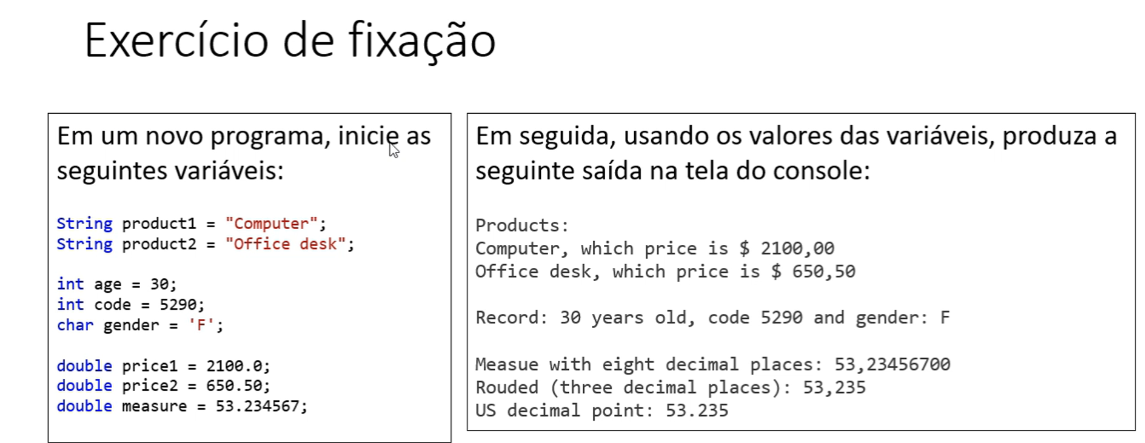 Exercício de fixação
Em um novo programa, inicie as
seguintes variáveis:
String product1 = "Computer";
String product2 = "Office desk";
int age = 30;
int code = 5290;
char gender = 'F';
double price1 = 2100.0;
double price2 = 650.50;
double measure = 53.234567;
Em seguida, usando os valores das variáveis, produza a
seguinte saída na tela do console:
Products:
Computer, which price is $ 2100,00
Office desk, which price is $ 650,50
Record: 30 years old, code 5290 and gender: F
Measue with eight decimal places: 53,23456700
Rouded (three decimal places): 53,235
US decimal point: 53.235